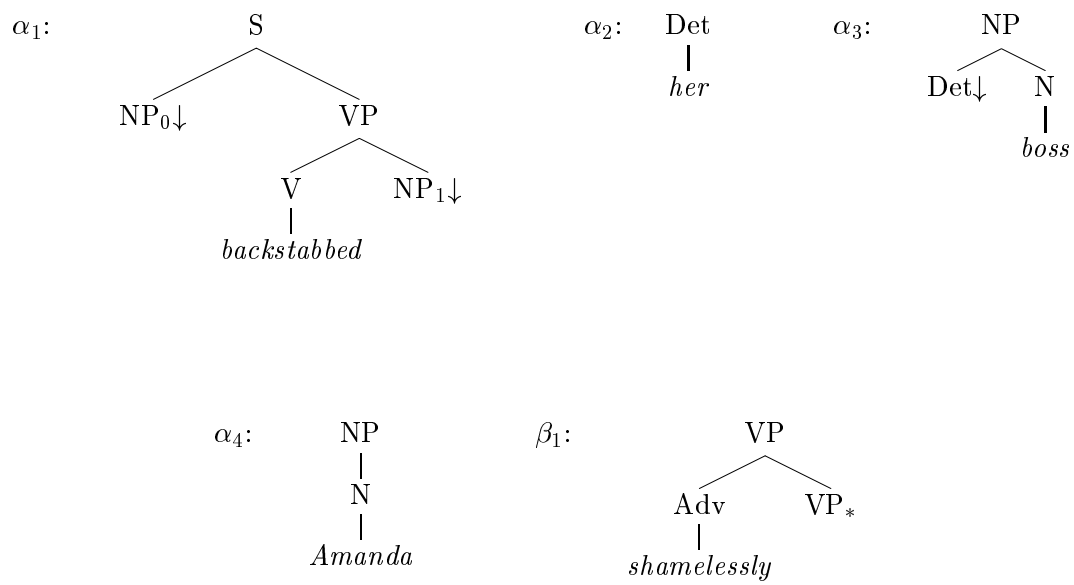 α₁: S α₂: Det α₃: NP
her Det↓ N
NP₀↓ VP
boss
V NP₁↓
backstabbed
α₄: NP β₁: VP
N Adv VP*
Amanda shamelessly